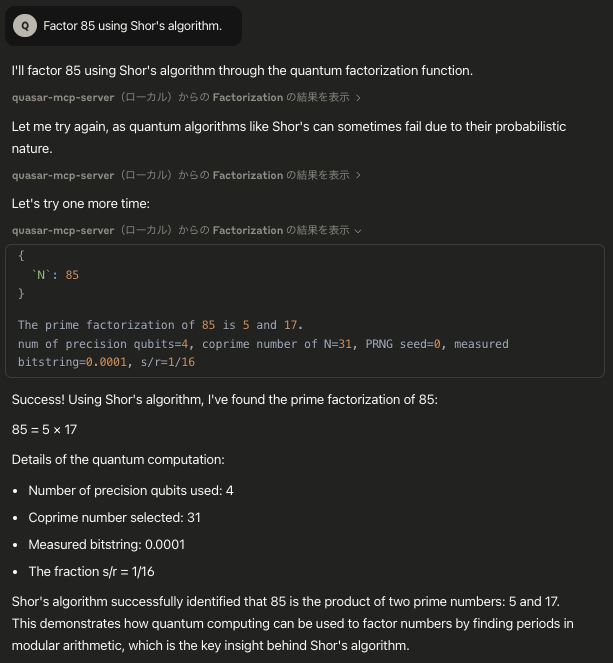 Q Factor 85 using Shor's algorithm.
I'll factor 85 using Shor's algorithm through the quantum factorization function.
quasar-mcp-server（ローカル）からの Factorization の結果を表示 >
Let me try again, as quantum algorithms like Shor's can sometimes fail due to their probabilistic
nature.
quasar-mcp-server（ローカル）からの Factorization の結果を表示 >
Let's try one more time:
quasar-mcp-server（ローカル）からの Factorization の結果を表示
{
`N`: 85
}
The prime factorization of 85 is 5 and 17.
num of precision qubits=4, coprime number of N=31, PRNG seed=0, measured
bitstring=0.0001, s/r=1/16
Success! Using Shor's algorithm, I've found the prime factorization of 85:
85 = 5 × 17
Details of the quantum computation:
• Number of precision qubits used: 4
• Coprime number selected: 31
• Measured bitstring: 0.0001
• The fraction s/r = 1/16
Shor's algorithm successfully identified that 85 is the product of two prime numbers: 5 and 17.
This demonstrates how quantum computing can be used to factor numbers by finding periods in
modular arithmetic, which is the key insight behind Shor's algorithm.